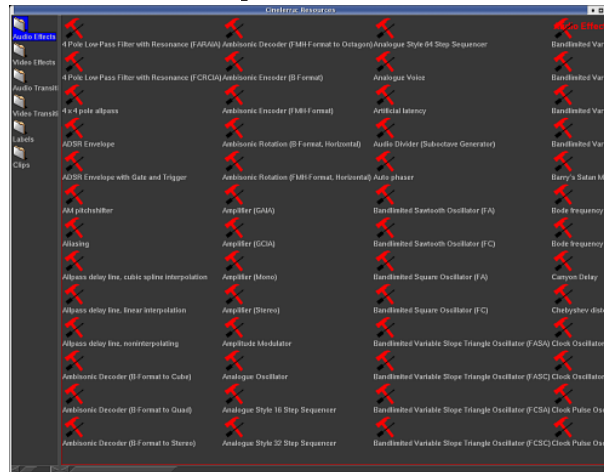 Cinelerra: Resources
Audio Effects
Video Effects
Audio Transiti
Video Transiti
Labels
Clips
4 Pole Low-Pass Filter with Resonance (FARAIA)
4 Pole Low-Pass Filter with Resonance (FCRCIA)
4 x 4 pole allpass
ADSR Envelope
ADSR Envelope with Gate and Trigger
AM pitchshifter
Aliasing
Allpass delay line, cubic spline interpolation
Allpass delay line, linear interpolation
Allpass delay line, noninterpolating
Ambisonic Decoder (B-Format to Cube)
Ambisonic Decoder (B-Format to Quad)
Ambisonic Decoder (B-Format to Stereo)
Ambisonic Decoder (FMH-Format to Octagon)
Ambisonic Encoder (B-Format)
Ambisonic Encoder (FMH-Format)
Ambisonic Rotation (B-Format, Horizontal)
Ambisonic Rotation (FMH-Format, Horizontal)
Amplifier (GAIA)
Amplifier (GCIA)
Amplifier (Mono)
Amplifier (Stereo)
Amplitude Modulator
Analogue Oscillator
Analogue Style 16 Step Sequencer
Analogue Style 32 Step Sequencer
Analogue Style 64 Step Sequencer
Analogue Voice
Artificial latency
Audio Divider (Suboctave Generator)
Auto phaser
Bandlimited Sawtooth Oscillator (FA)
Bandlimited Sawtooth Oscillator (FC)
Bandlimited Square Oscillator (FA)
Bandlimited Square Oscillator (FC)
Bandlimited Variable Slope Triangle Oscillator (FASA)
Bandlimited Variable Slope Triangle Oscillator (FASC)
Bandlimited Variable Slope Triangle Oscillator (FCSA)
Bandlimited Variable Slope Triangle Oscillator (FCSC)
io Effec
Bandlimited Var
Bandlimited Var
Bandlimited Var
Bandlimited Var
Barry's Satan M
Bode frequency
Bode frequency
Canyon Delay
Chebyshev dist
Clock Oscillator
Clock Oscillator
Clock Pulse Os
Clock Pulse Os